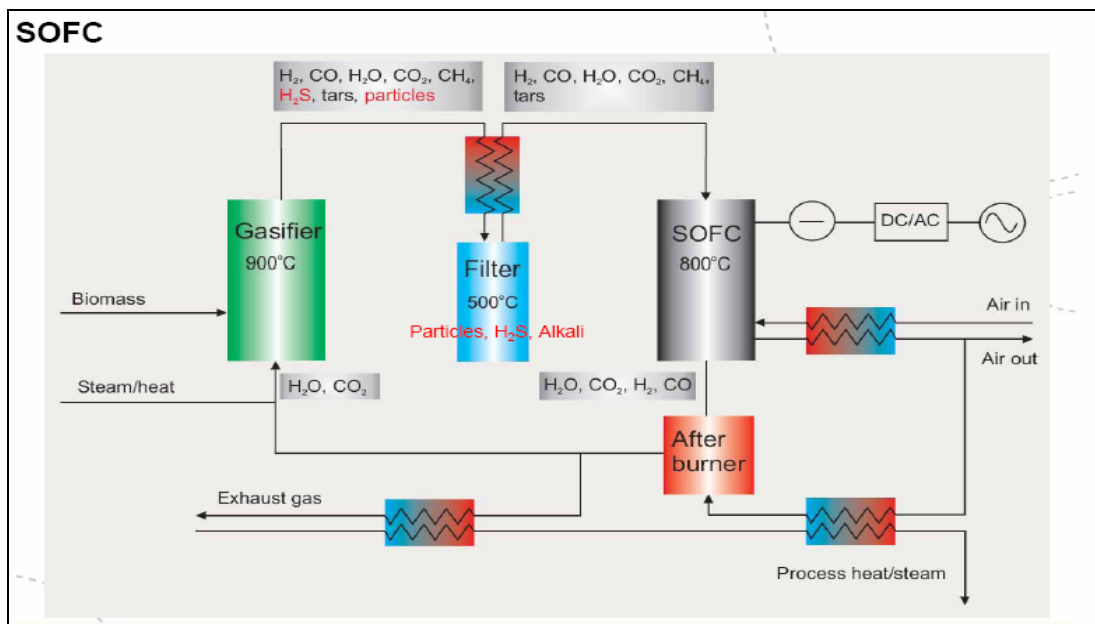 SOFC
H₂, CO, H₂O, CO₂, CH₄,
H₂S, tars, particles
H₂, CO, H₂O, CO₂, CH₄,
tars
Gasifier
900°C
Filter
500°C
Particles, H₂S, Alkali
SOFC
800°C
DC/AC
Biomass
Air in
Air out
Steam/heat
H₂O, CO₂
H₂O, CO₂, H₂, CO
After
burner
Exhaust gas
Process heat/steam